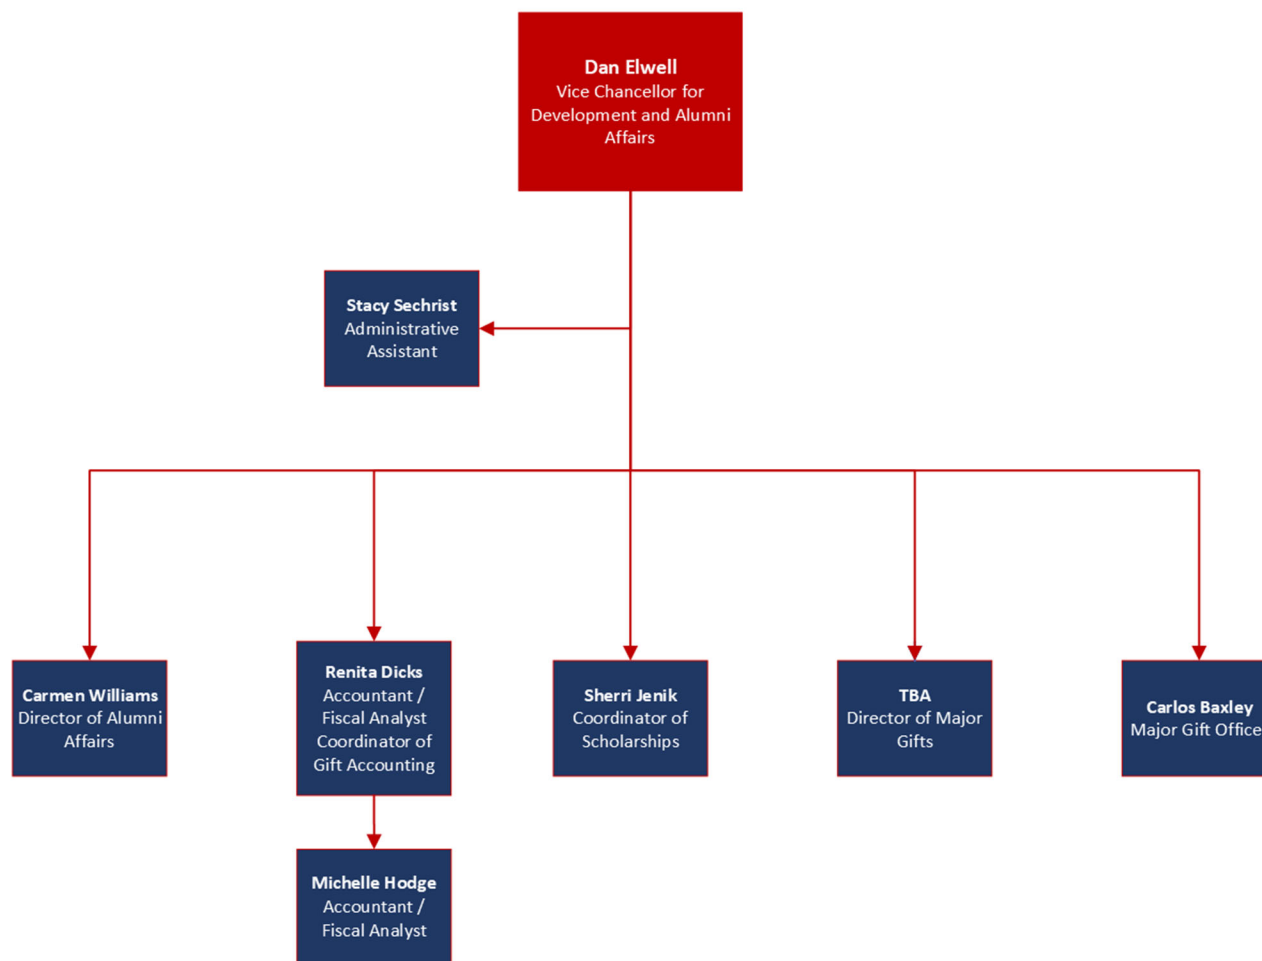 Dan Elwell
Vice Chancellor for
Development and Alumni
Affairs
Stacy Sechrist
Administrative
Assistant
Carmen Williams
Director of Alumni
Affairs
Renita Dicks
Accountant /
Fiscal Analyst
Coordinator of
Gift Accounting
Sherri Jenik
Coordinator of
Scholarships
TBA
Director of Major
Gifts
Carlos Baxley
Major Gift Office
Michelle Hodge
Accountant /
Fiscal Analyst